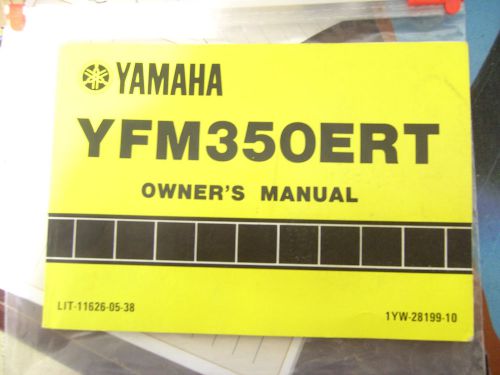 YAMAHA
YFM350ERT
OWNER'S MANUAL
LIT-11626-05-38
1YW-28199-10